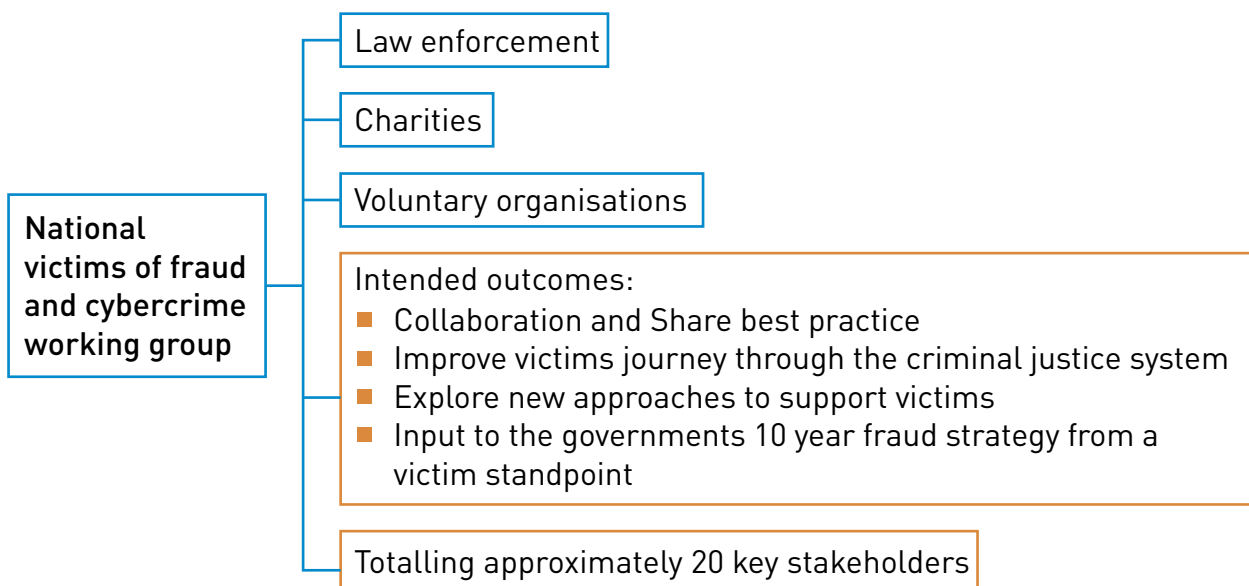 Law enforcement
Charities
Voluntary organisations
National
victims of fraud
and cybercrime
working group
Intended outcomes:
Collaboration and Share best practice
Improve victims journey through the criminal justice system
Explore new approaches to support victims
Input to the governments 10 year fraud strategy from a
victim standpoint
Totalling approximately 20 key stakeholders